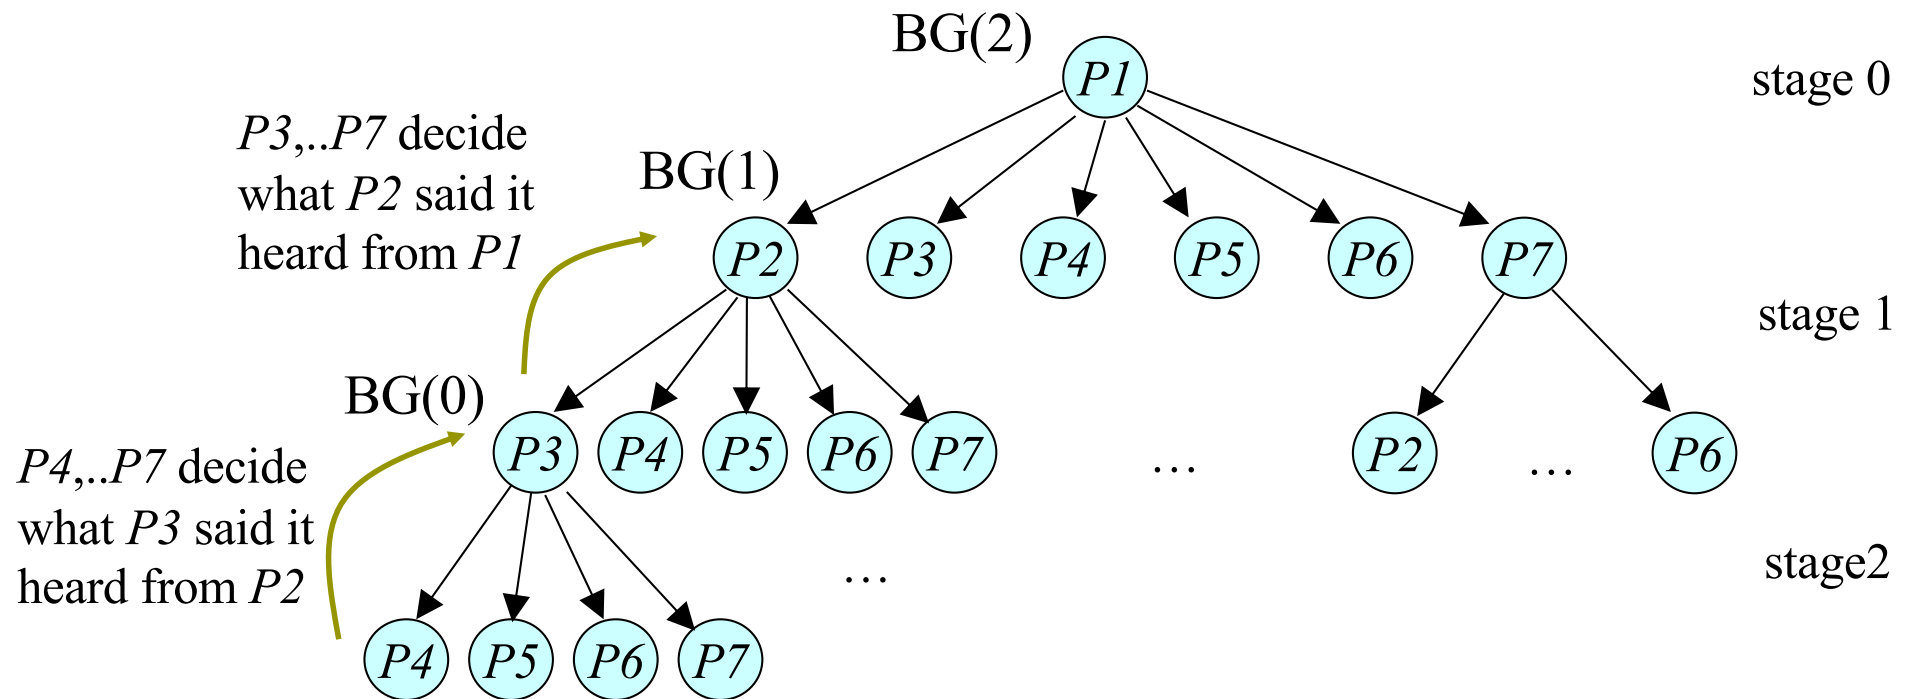 BG(2)
P1
stage 0
P3,..P7 decide
what P2 said it
heard from P1
BG(1)
P2 P3 P4 P5 P6 P7
stage 1
BG(0)
P3 P4 P5 P6 P7 … P2 … P6
P4,..P7 decide
what P3 said it
heard from P2
…
stage2
P4 P5 P6 P7